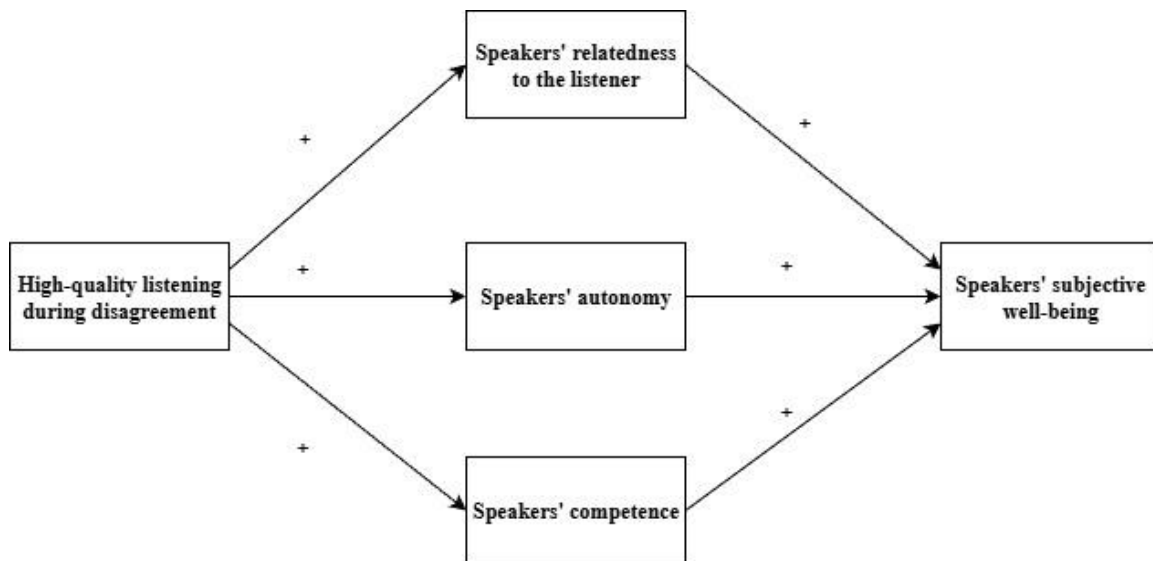 Speakers' relatedness
to the listener
+
+
High-quality listening
during disagreement
+
Speakers' autonomy
+
Speakers' subjective
well-being
+
+
Speakers' competence